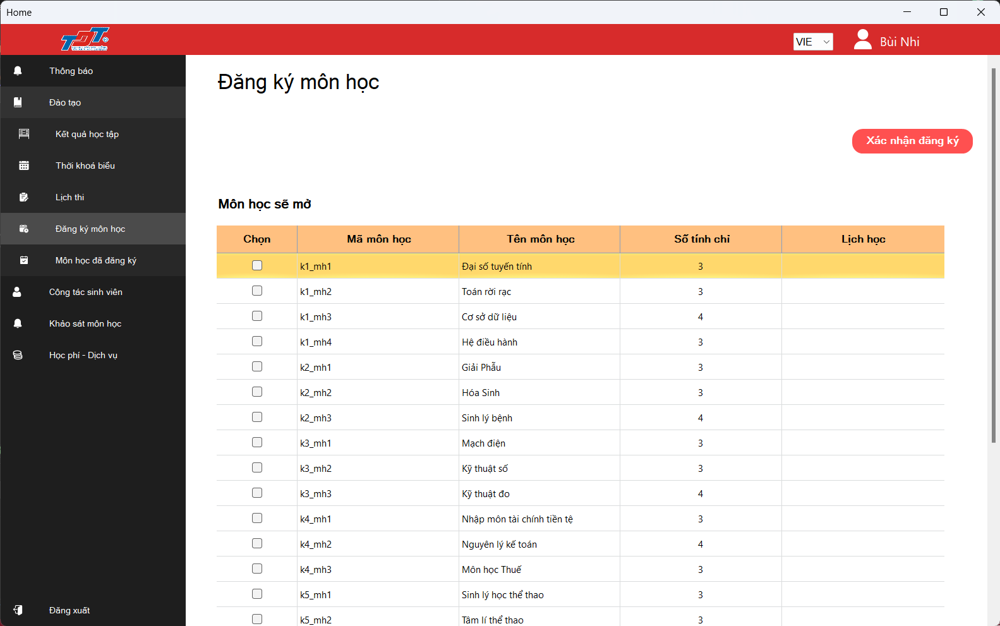 Home
TDT
VIE
Bùi Nhi
Thông báo
Đào tạo
Kết quả học tập
Thời khoá biểu
Lịch thi
Đăng ký môn học
Môn học đã đăng ký
Công tác sinh viên
Khảo sát môn học
Học phí - Dịch vụ
Đăng xuất
Đăng ký môn học
Xác nhận đăng ký
Môn học sẽ mở
Chọn Mã môn học Tên môn học Số tính chỉ Lịch học
k1_mh1 Đại số tuyến tính 3
k1_mh2 Toán rời rạc 3
k1_mh3 Cơ sở dữ liệu 4
k1_mh4 Hệ điều hành 3
k2_mh1 Giải Phẫu 3
k2_mh2 Hóa Sinh 3
k2_mh3 Sinh lý bệnh 4
k3_mh1 Mạch điện 3
k3_mh2 Kỹ thuật số 3
k3_mh3 Kỹ thuật đo 4
k4_mh1 Nhập môn tài chính tiền tệ 3
k4_mh2 Nguyên lý kế toán 4
k4_mh3 Môn học Thuế 3
k5_mh1 Sinh lý học thể thao 3
k5_mh2 Tâm lí thể thao 3